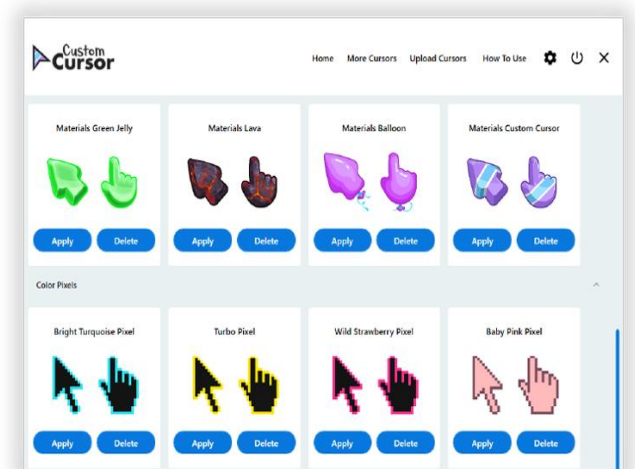 Custom
Cursor
Home More Cursors Upload Cursors How To Use
Materials Green Jelly Materials Lava Materials Balloon Materials Custom Cursor
Apply Delete Apply Delete Apply Delete Apply Delete
Color Pixels
Bright Turquoise Pixel Turbo Pixel Wild Strawberry Pixel Baby Pink Pixel
Apply Delete Apply Delete Apply Delete Apply Delete